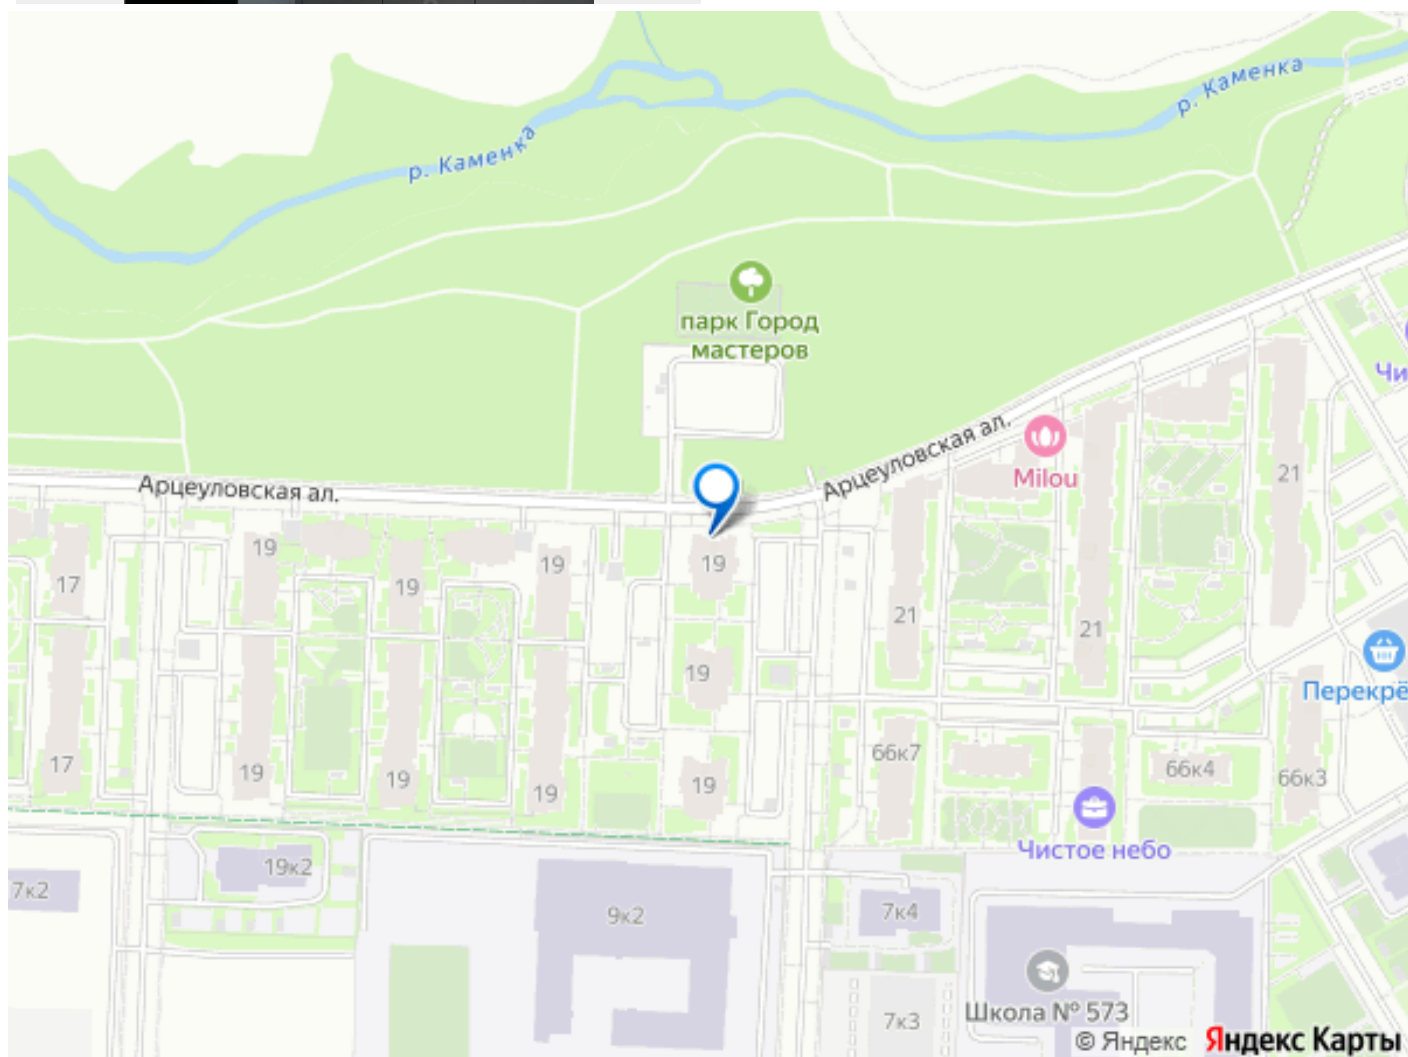 р. Каменка
р. Каменка
парк Город
мастеров
Чи
Арцеуловская ал.
Milou
21
Арцеуловская ал.
19
19
19
19
17
19
21
21
19
Перекрё
17
19
19
19
19
66к7
66к4
66к3
Чистое небо
19к2
7к2
9к2
7к4
Школа № 573
7к3
© Яндекс Яндекс Карты